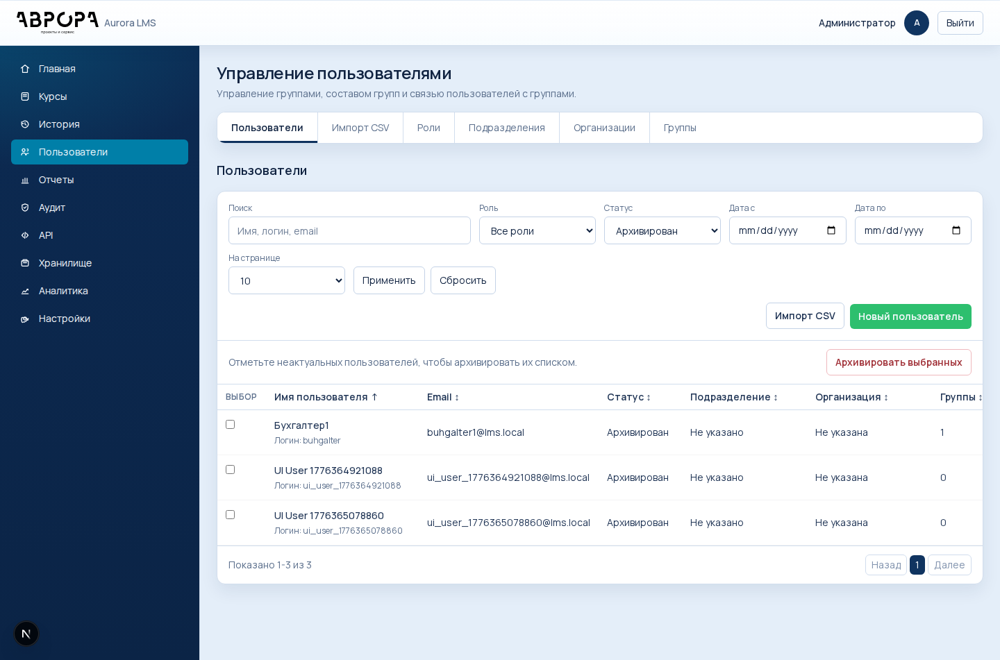 АВРОРА
проекты и сервис
Aurora LMS
Администратор
A
Выйти
Главная
Курсы
История
Пользователи
Отчеты
Аудит
API
Хранилище
Аналитика
Настройки
Управление пользователями
Управление группами, составом групп и связью пользователей с группами.
Пользователи Импорт CSV Роли Подразделения Организации Группы
Пользователи
Поиск Роль Статус Дата с Дата по
Имя, логин, email Все роли Архивирован mm/dd/yyyy mm/dd/yyyy
На странице
10 Применить Сбросить
Импорт CSV Новый пользователь
Отметьте неактуальных пользователей, чтобы архивировать их списком. Архивировать выбранных
ВЫБОР Имя пользователя ↑ Email ↕ Статус ↕ Подразделение ↕ Организация ↕ Группы ↕
Бухгалтер1
Логин: buhgalter
buhgalter1@lms.local Архивирован Не указано Не указана 1
UI User 1776364921088
Логин: ui_user_1776364921088
ui_user_1776364921088@lms.local Архивирован Не указано Не указана 0
UI User 1776365078860
Логин: ui_user_1776365078860
ui_user_1776365078860@lms.local Архивирован Не указано Не указана 0
Показано 1-3 из 3 Назад 1 Далее
N